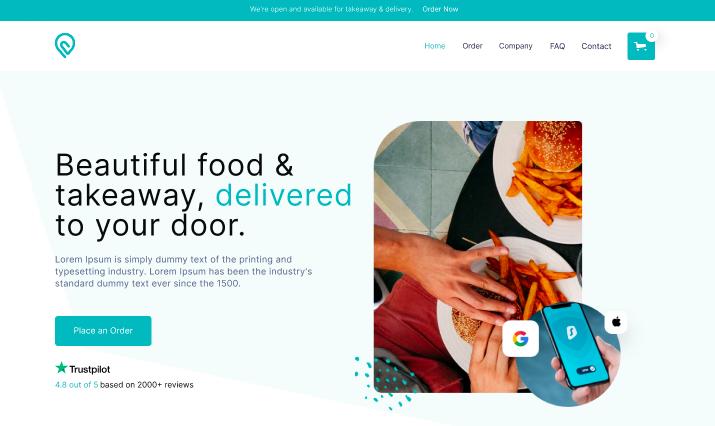 We're open and available for takeaway & delivery. Order Now
Home Order Company FAQ Contact
0
Beautiful food &
takeaway, delivered
to your door.
Lorem Ipsum is simply dummy text of the printing and
typesetting industry. Lorem Ipsum has been the industry's
standard dummy text ever since the 1500.
Place an Order
Trustpilot
4.8 out of 5 based on 2000+ reviews